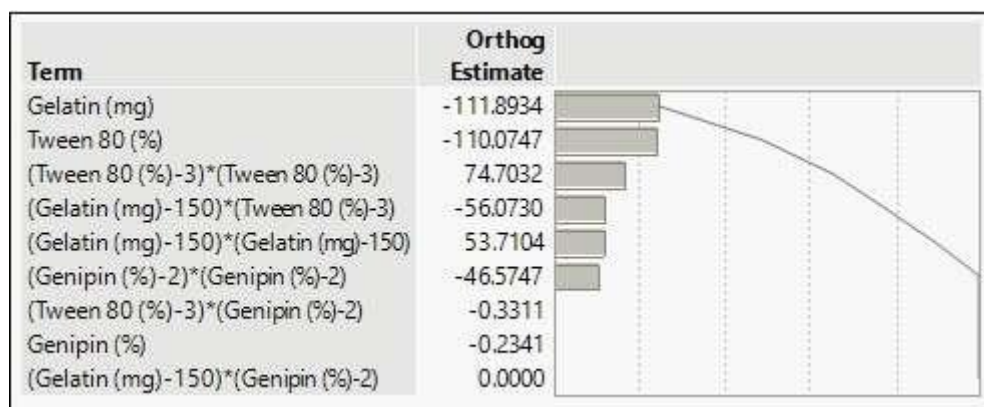 Orthog
Term Estimate
Gelatin (mg) -111.8934
Tween 80 (%) -110.0747
(Tween 80 (%)-3)*(Tween 80 (%)-3) 74.7032
(Gelatin (mg)-150)*(Tween 80 (%)-3) -56.0730
(Gelatin (mg)-150)*(Gelatin (mg)-150) 53.7104
(Genipin (%)-2)*(Genipin (%)-2) -46.5747
(Tween 80 (%)-3)*(Genipin (%)-2) -0.3311
Genipin (%) -0.2341
(Gelatin (mg)-150)*(Genipin (%)-2) 0.0000